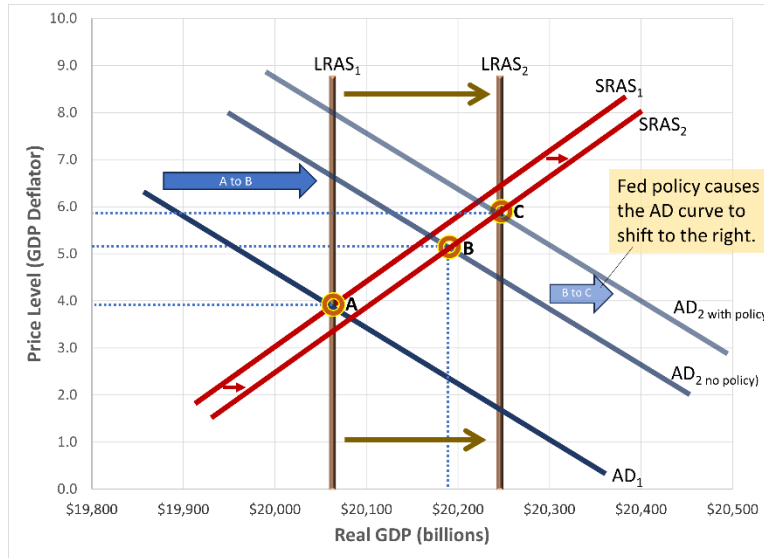 10.0
9.0
8.0
7.0
6.0
5.0
4.0
3.0
2.0
1.0
0.0
Price Level (GDP Deflator)
LRAS₁
LRAS₂
SRAS₁
SRAS₂
A to B
Fed policy causes
the AD curve to
shift to the right.
C
B
B to C
A
AD₂ with policy
AD₂ no policy)
AD₁
$19,800 $19,900 $20,000 $20,100 $20,200 $20,300 $20,400 $20,500
Real GDP (billions)